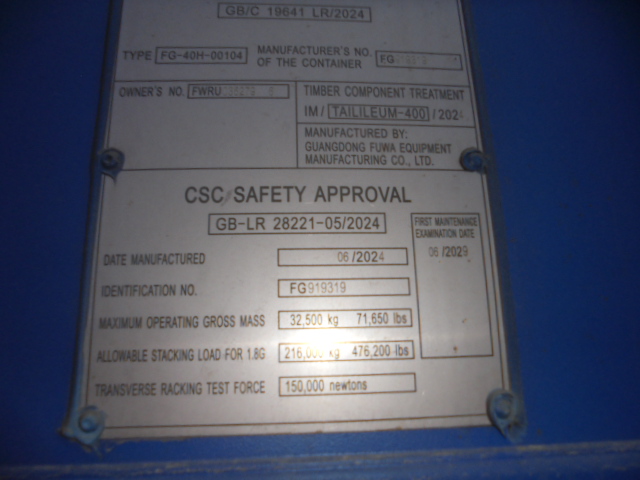 GB/C 19641 LR/2024
TYPE FG-40H-00104 MANUFACTURER'S NO. OF THE CONTAINER FG
OWNER'S NO. FWRU
TIMBER COMPONENT TREATMENT
IM/ TAILILEUM-400 /2024
MANUFACTURED BY:
GUANGDONG FUWA EQUIPMENT
MANUFACTURING CO., LTD.
CSC SAFETY APPROVAL
GB-LR 28221-05/2024
FIRST MAINTENANCE
EXAMINATION DATE
06 /2029
DATE MANUFACTURED 06 /2024
IDENTIFICATION NO. FG919319
MAXIMUM OPERATING GROSS MASS 32,500 kg 71,650 lbs
ALLOWABLE STACKING LOAD FOR 1.8G 216,000 kg 476,200 lbs
TRANSVERSE RACKING TEST FORCE 150,000 newtons